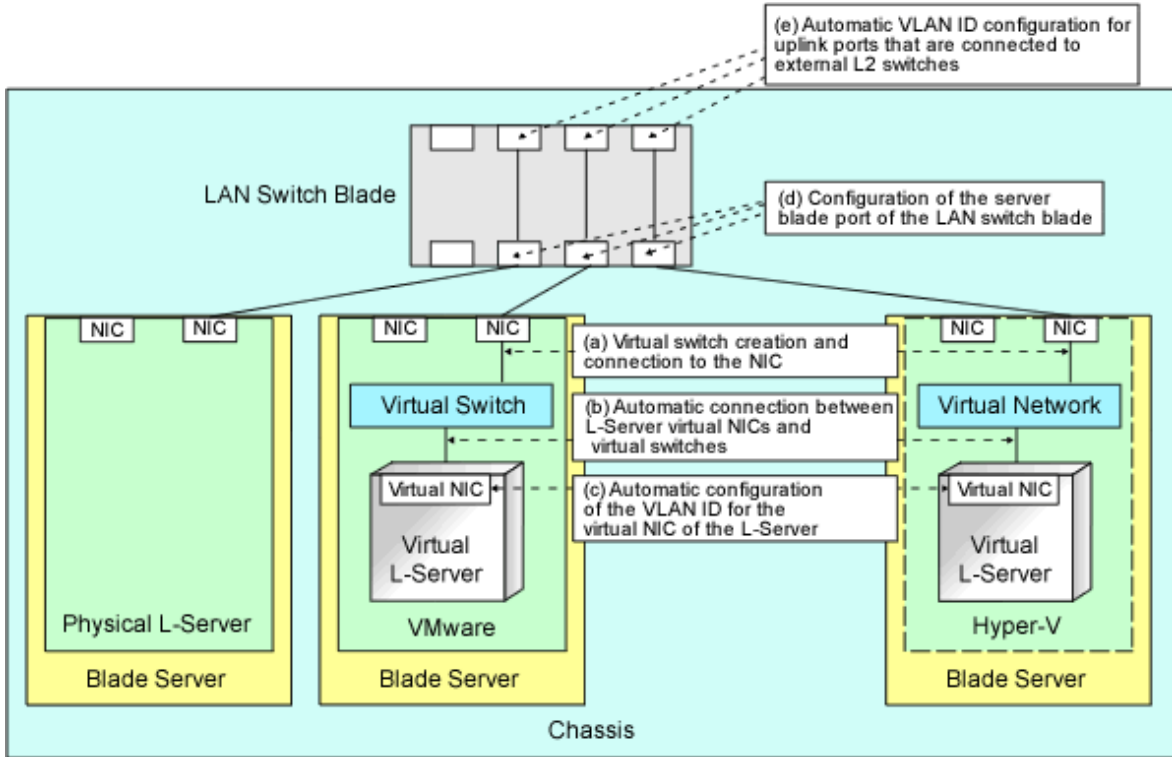 (e) Automatic VLAN ID configuration for
uplink ports that are connected to
external L2 switches
LAN Switch Blade
(d) Configuration of the server
blade port of the LAN switch blade
NIC
NIC
NIC
NIC
NIC
NIC
(a) Virtual switch creation and
connection to the NIC
Virtual Switch
Virtual Network
(b) Automatic connection between
L-Server virtual NICs and
virtual switches
Virtual NIC
Virtual NIC
(c) Automatic configuration
of the VLAN ID for the
virtual NIC of the L-Server
Virtual
L-Server
Virtual
L-Server
Physical L-Server
VMware
Hyper-V
Blade Server
Blade Server
Blade Server
Chassis